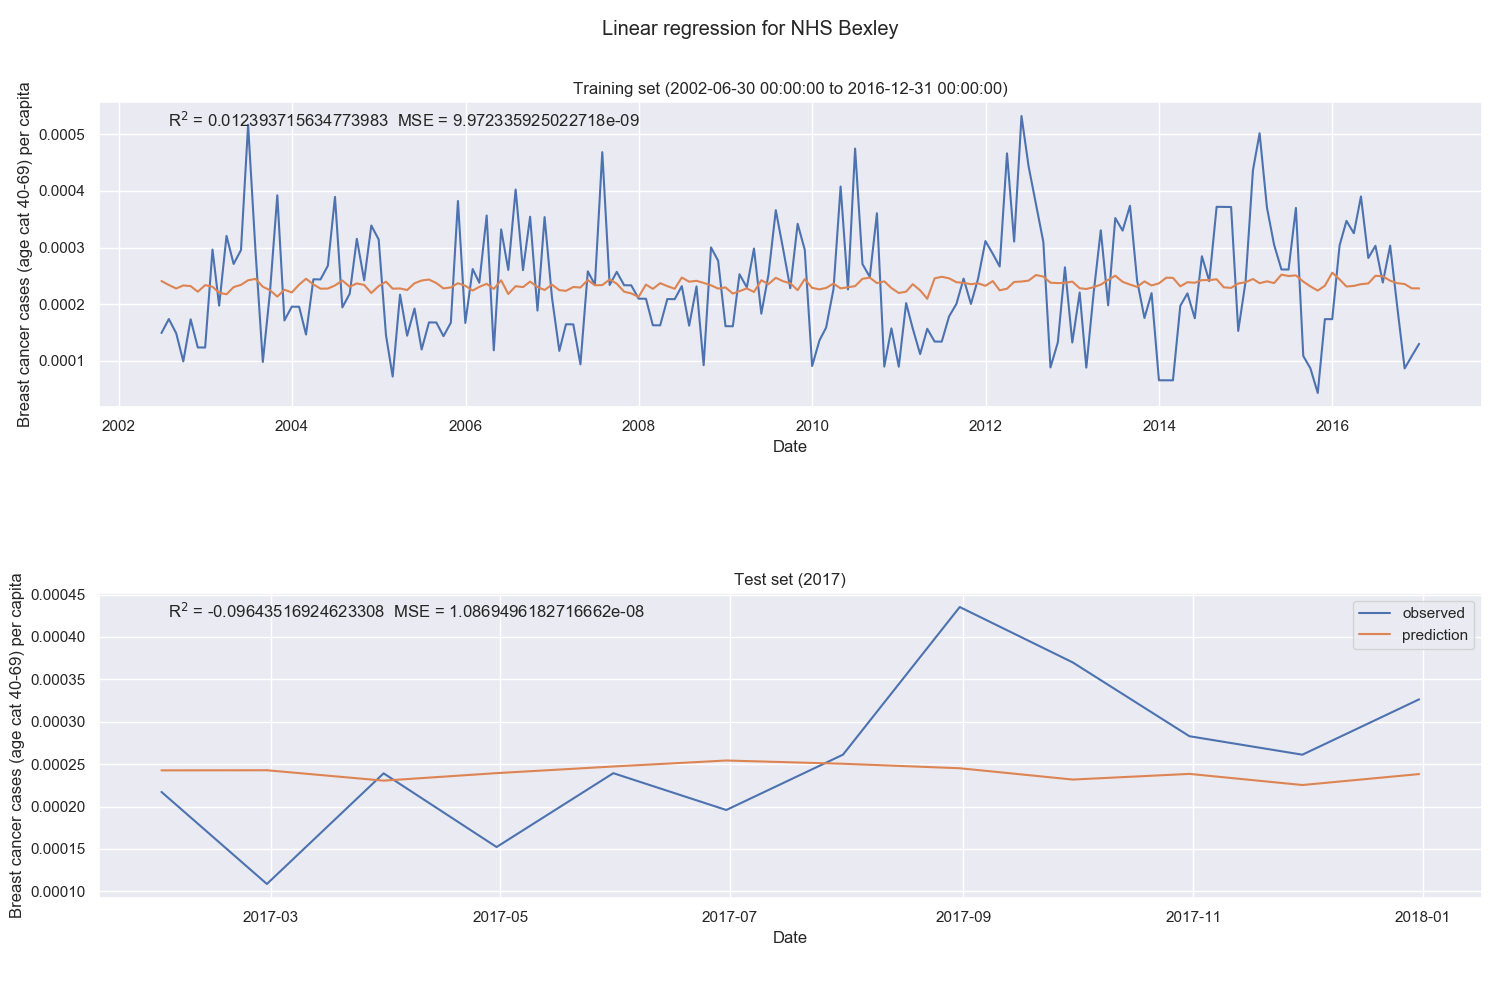 Linear regression for NHS Bexley
Training set (2002-06-30 00:00:00 to 2016-12-31 00:00:00)
R² = 0.012393715634773983 MSE = 9.972335925022718e-09
Breast cancer cases (age cat 40-69) per capita
0.0005
0.0004
0.0003
0.0002
0.0001
2002 2004 2006 2008 2010 2012 2014 2016
Date
Test set (2017)
R² = -0.09643516924623308 MSE = 1.0869496182716662e-08
observed
prediction
Breast cancer cases (age cat 40-69) per capita
0.00045
0.00040
0.00035
0.00030
0.00025
0.00020
0.00015
0.00010
2017-03 2017-05 2017-07 2017-09 2017-11 2018-01
Date